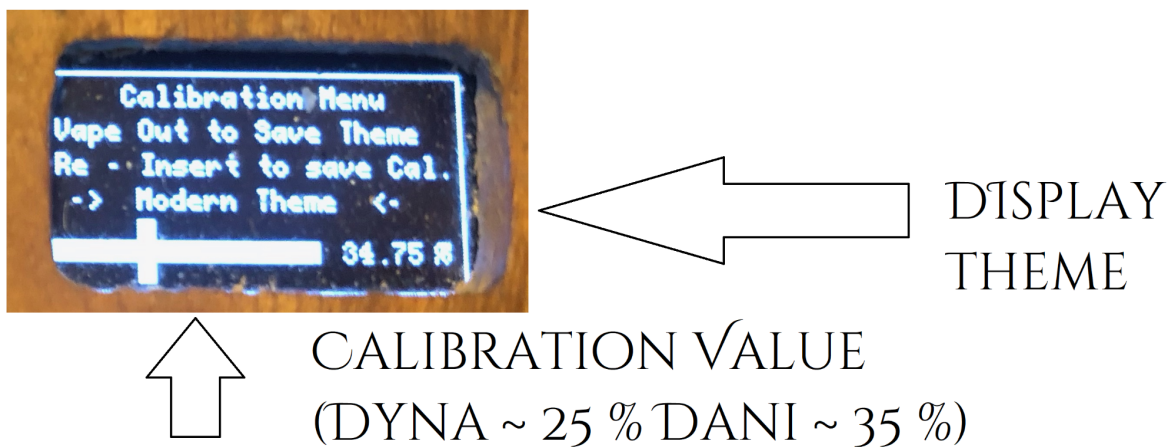 Calibration Menu
Vape Out to Save Theme
Re - Insert to save Cal.
-> Modern Theme <-
34.75 %
DISPLAY
THEME
CALIBRATION VALUE
(DYNA ~ 25 % DANI ~ 35 %)